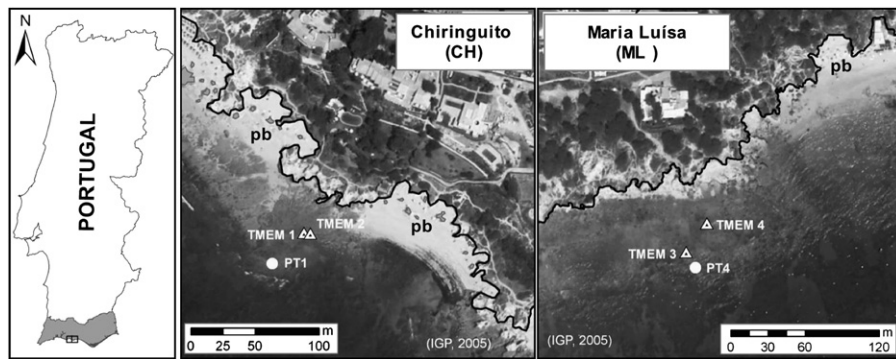 N
PORTUGAL
Chiringuito
(CH)
pb
TMEM 1
TMEM 2
pb
PT1
0 25 50 100
m
(IGP, 2005)
Maria Luísa
(ML )
pb
TMEM 4
TMEM 3
PT4
(IGP, 2005)
m
0 30 60 120